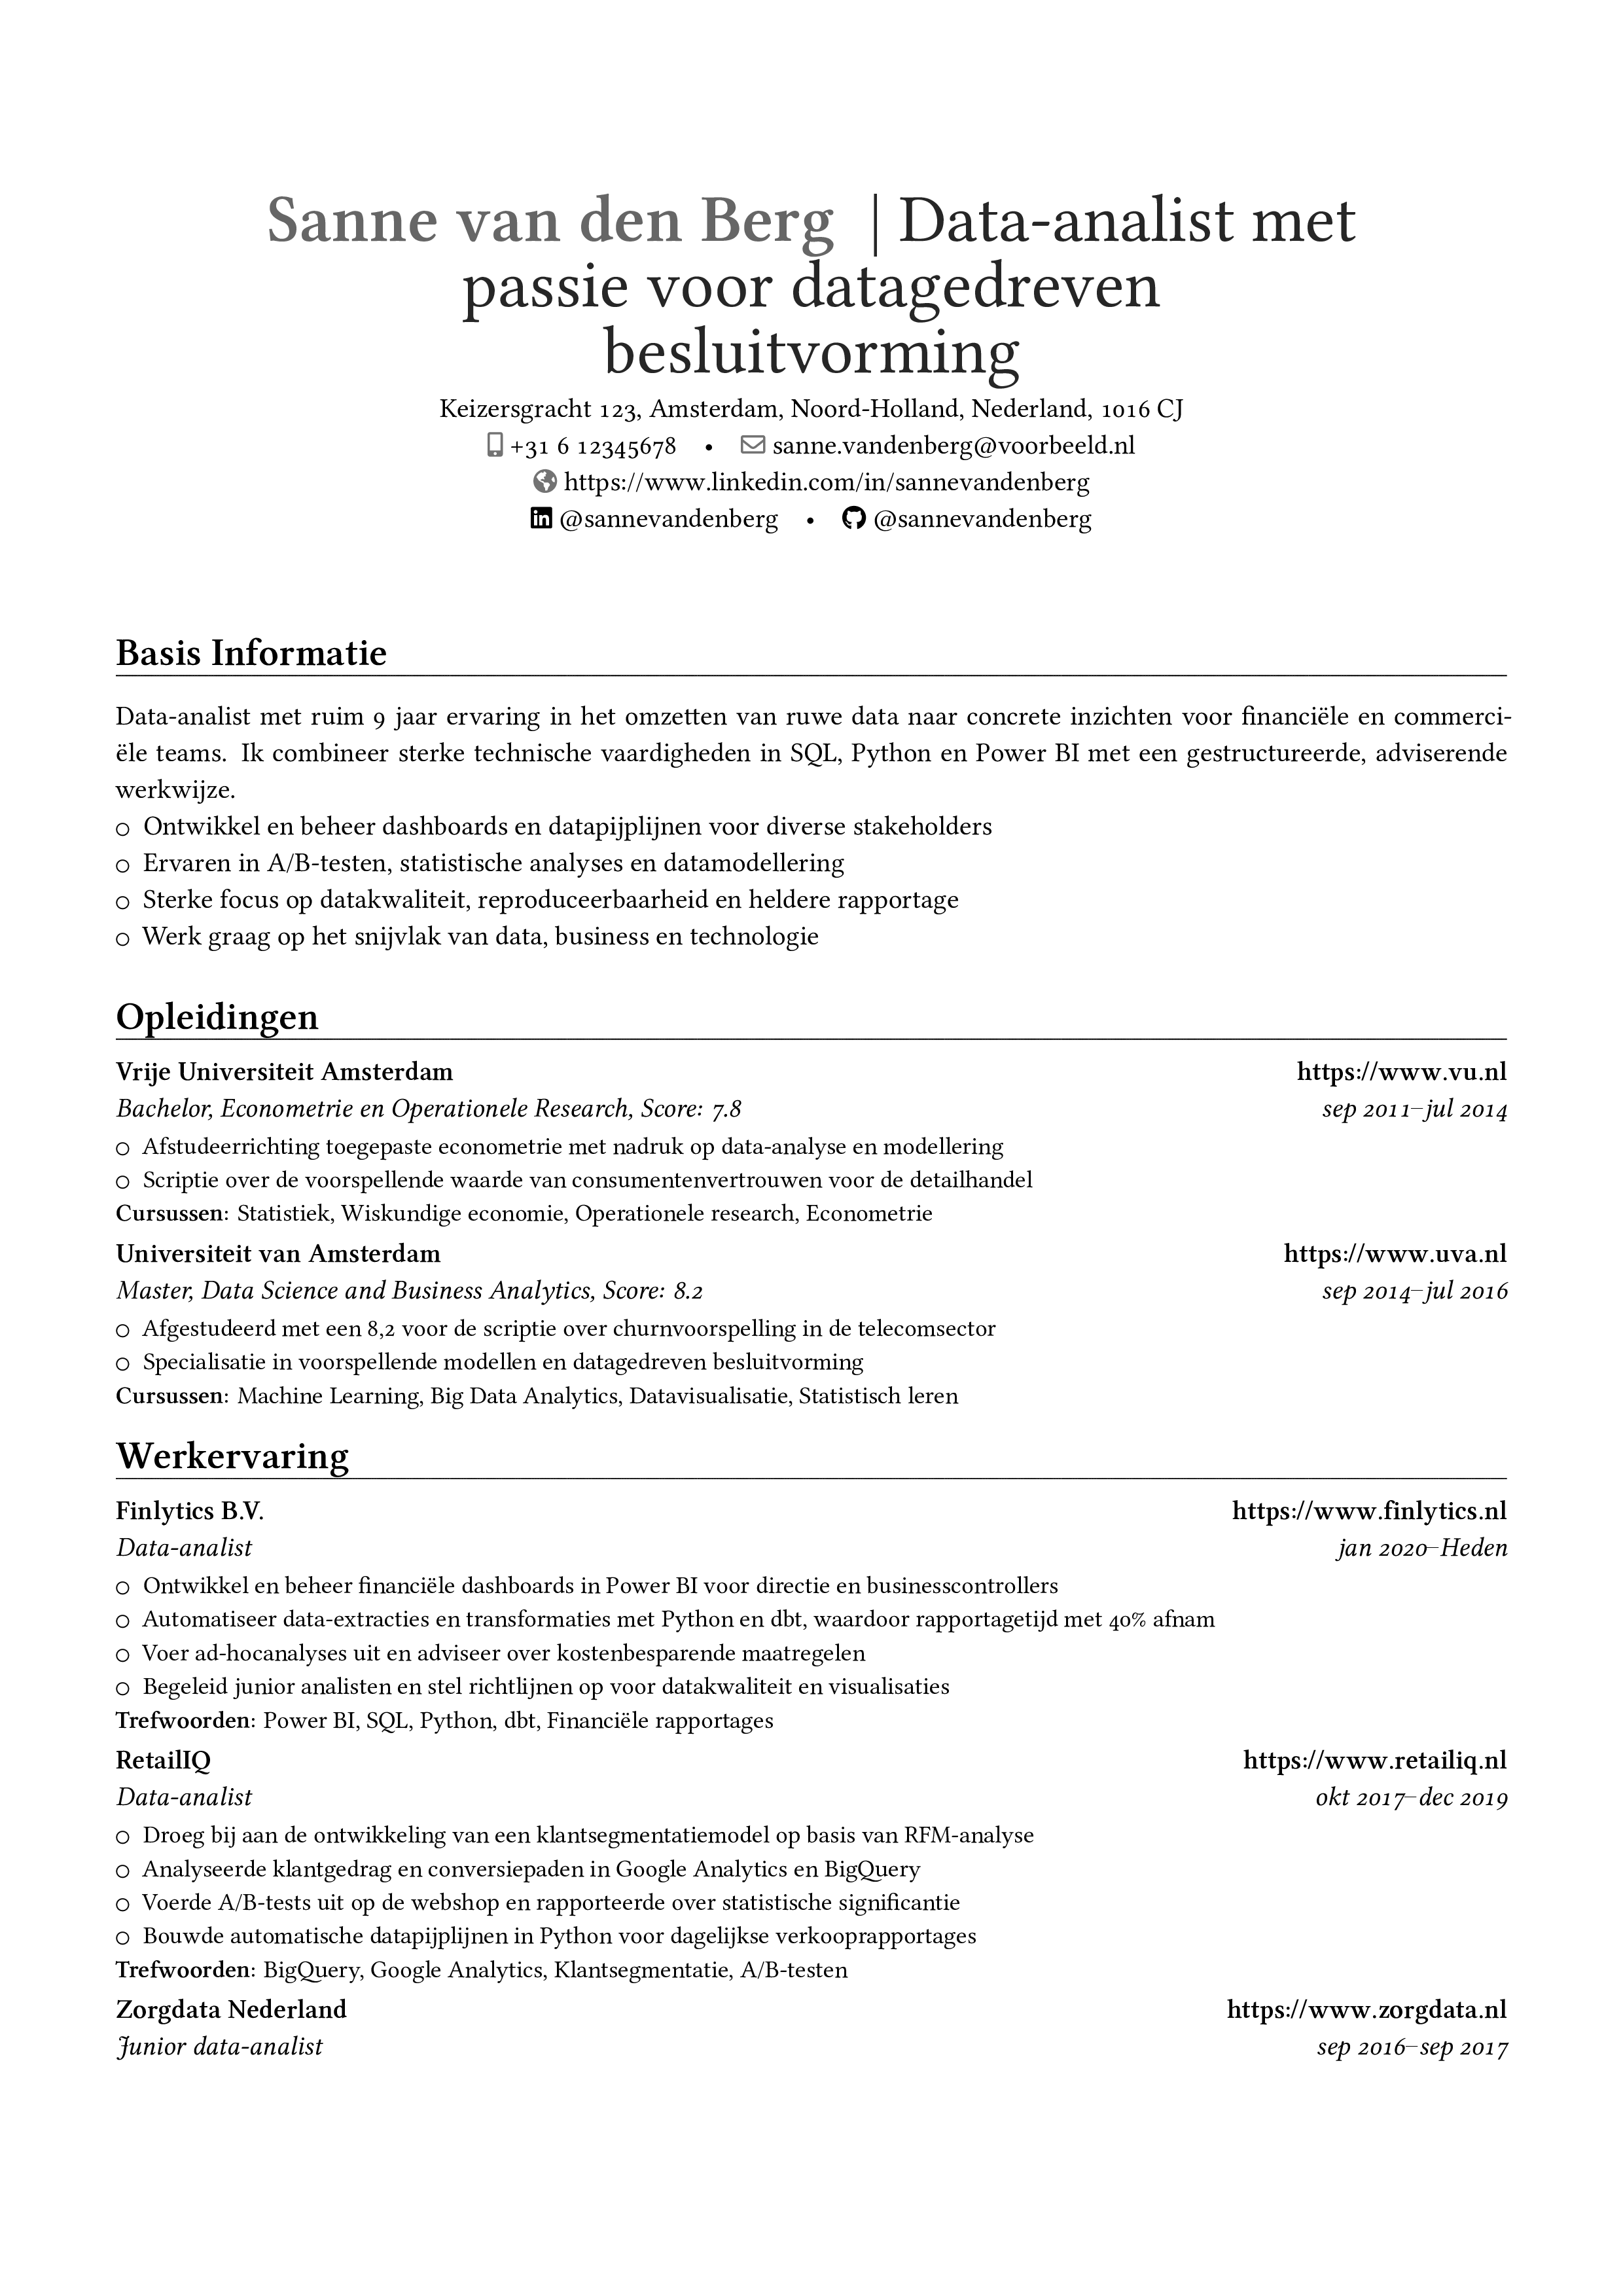 Sanne van den Berg | Data-analist met
passie voor datagedreven
besluitvorming
Keizersgracht 123, Amsterdam, Noord-Holland, Nederland, 1016 CJ
+31 6 12345678 • sanne.vandenberg@voorbeeld.nl
https://www.linkedin.com/in/sannevandenberg
@sannevandenberg • @sannevandenberg
Basis Informatie
Data-analist met ruim 9 jaar ervaring in het omzetten van ruwe data naar concrete inzichten voor financiële en commerci-
ële teams. Ik combineer sterke technische vaardigheden in SQL, Python en Power BI met een gestructureerde, adviserende
werkwijze.
○ Ontwikkel en beheer dashboards en datapijplijnen voor diverse stakeholders
○ Ervaren in A/B-testen, statistische analyses en datamodellering
○ Sterke focus op datakwaliteit, reproduceerbaarheid en heldere rapportage
○ Werk graag op het snijvlak van data, business en technologie
Opleidingen
Vrije Universiteit Amsterdam https://www.vu.nl
Bachelor, Econometrie en Operationele Research, Score: 7.8 sep 2011–jul 2014
○ Afstudeerrichting toegepaste econometrie met nadruk op data-analyse en modellering
○ Scriptie over de voorspellende waarde van consumentenvertrouwen voor de detailhandel
Cursussen: Statistiek, Wiskundige economie, Operationele research, Econometrie
Universiteit van Amsterdam https://www.uva.nl
Master, Data Science and Business Analytics, Score: 8.2 sep 2014–jul 2016
○ Afgestudeerd met een 8,2 voor de scriptie over churnvoorspelling in de telecomsector
○ Specialisatie in voorspellende modellen en datagedreven besluitvorming
Cursussen: Machine Learning, Big Data Analytics, Datavisualisatie, Statistisch leren
Werkervaring
Finlytics B.V. https://www.finlytics.nl
Data-analist jan 2020–Heden
○ Ontwikkel en beheer financiële dashboards in Power BI voor directie en businesscontrollers
○ Automatiseer data-extracties en transformaties met Python en dbt, waardoor rapportagetijd met 40% afnam
○ Voer ad-hocanalyses uit en adviseer over kostenbesparende maatregelen
○ Begeleid junior analisten en stel richtlijnen op voor datakwaliteit en visualisaties
Trefwoorden: Power BI, SQL, Python, dbt, Financiële rapportages
RetailIQ https://www.retailiq.nl
Data-analist okt 2017–dec 2019
○ Droeg bij aan de ontwikkeling van een klantsegmentatiemodel op basis van RFM-analyse
○ Analyseerde klantgedrag en conversiepaden in Google Analytics en BigQuery
○ Voerde A/B-tests uit op de webshop en rapporteerde over statistische significantie
○ Bouwde automatische datapijplijnen in Python voor dagelijkse verkooprapportages
Trefwoorden: BigQuery, Google Analytics, Klantsegmentatie, A/B-testen
Zorgdata Nederland https://www.zorgdata.nl
Junior data-analist sep 2016–sep 2017